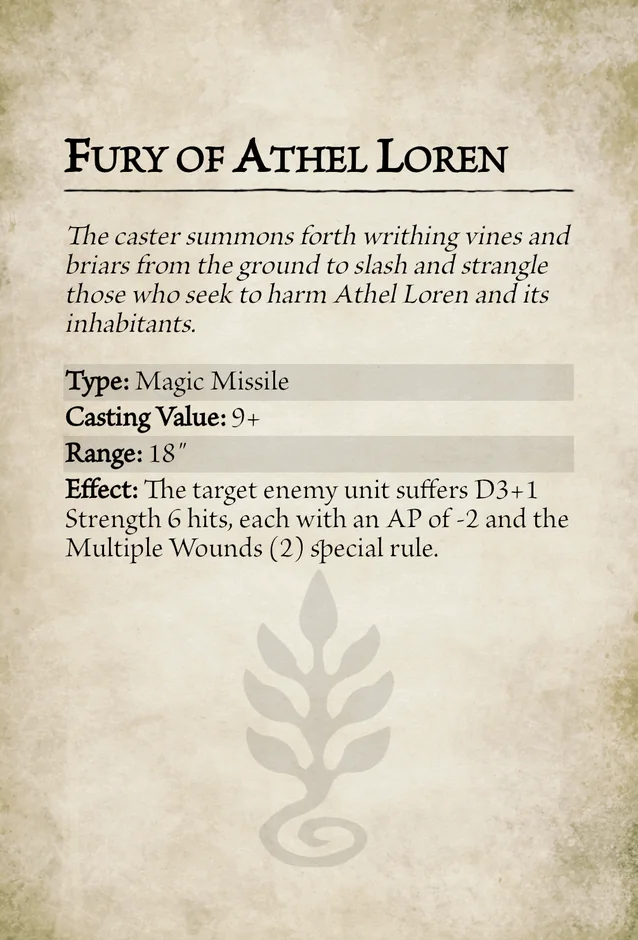 Fury of Athel Loren
The caster summons forth writhing vines and
briars from the ground to slash and strangle
those who seek to harm Athel Loren and its
inhabitants.
Type: Magic Missile
Casting Value: 9+
Range: 18"
Effect: The target enemy unit suffers D3+1
Strength 6 hits, each with an AP of -2 and the
Multiple Wounds (2) special rule.